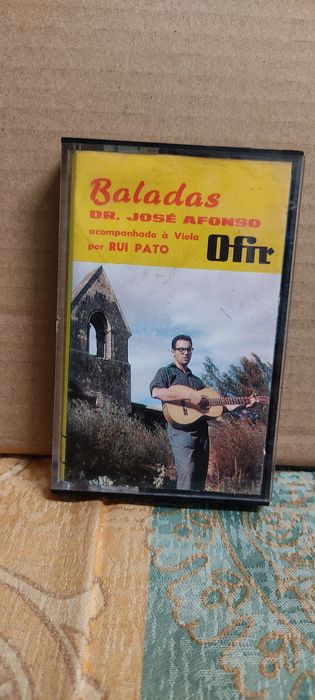 Baladas
DR. JOSÉ AFONSO
acompanhado à Viola
por RUI PATO
Ofir